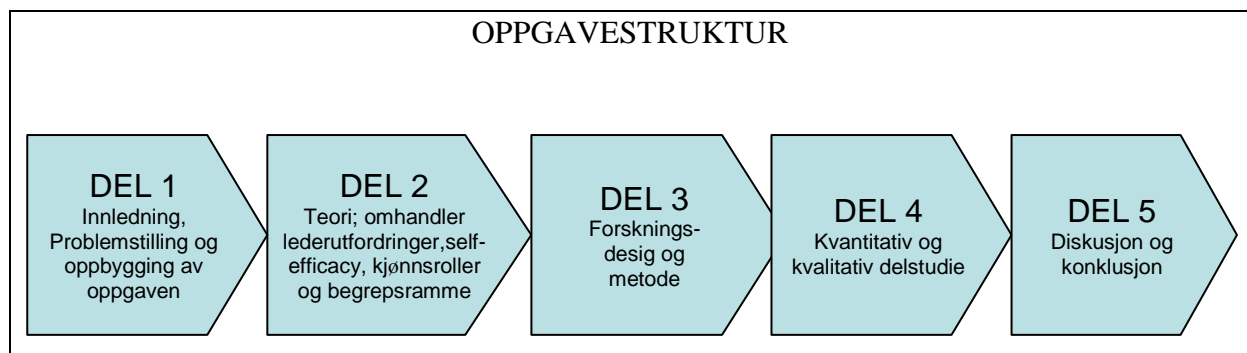 OPPGAVESTRUKTUR
DEL 1
Innledning,
Problemstilling og
oppbygging av
oppgaven
DEL 2
Teori; omhandler
lederutfordringer,self-
efficacy, kjønnsroller
og begrepsramme
DEL 3
Forsknings-
desig og
metode
DEL 4
Kvantitativ og
kvalitativ delstudie
DEL 5
Diskusjon og
konklusjon